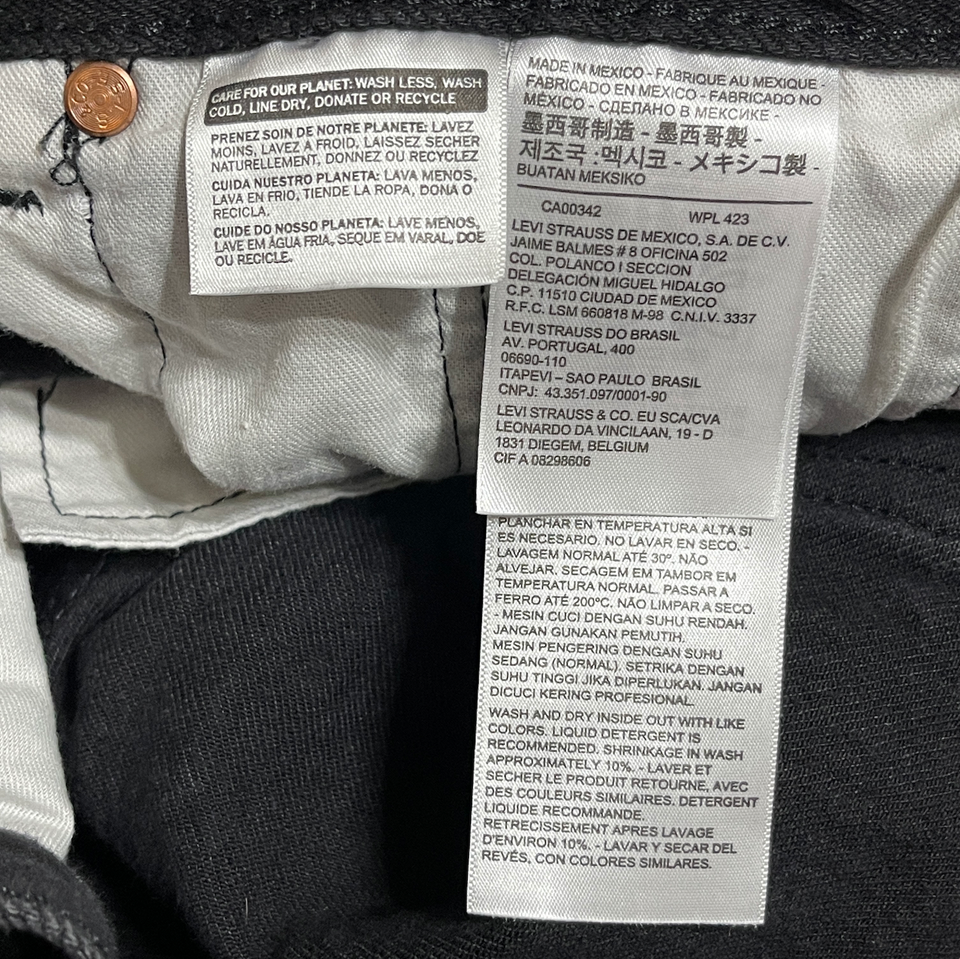 CARE FOR OUR PLANET: WASH LESS, WASH
COLD, LINE DRY, DONATE OR RECYCLE
PRENEZ SOIN DE NOTRE PLANETE: LAVEZ
MOINS, LAVEZ A FROID, LAISSEZ SECHER
NATURELLEMENT, DONNEZ OU RECYCLEZ
CUIDA NUESTRO PLANETA: LAVA MENOS,
LAVA EN FRIO, TIENDE LA ROPA, DONA O
RECICLA.
CUIDE DO NOSSO PLANETA: LAVE MENOS,
LAVE EM ÁGUA FRIA, SEQUE EM VARAL, DOE
OU RECICLE.
MADE IN MEXICO - FABRIQUE AU MEXIQUE -
FABRICADO EN MÉXICO - FABRICADO NO
MÉXICO - СДЕЛАНО В МЕКСИКЕ -
墨西哥制造 - 墨西哥製 -
제조국 :멕시코 - メキシコ製 -
BUATAN MEKSIKO
CA00342 WPL 423
LEVI STRAUSS DE MEXICO, S.A. DE C.V.
JAIME BALMES # 8 OFICINA 502
COL. POLANCO I SECCION
DELEGACIÓN MIGUEL HIDALGO
C.P. 11510 CIUDAD DE MEXICO
R.F.C. LSM 660818 M-98 C.N.I.V. 3337
LEVI STRAUSS DO BRASIL
AV. PORTUGAL, 400
06690-110
ITAPEVI – SAO PAULO BRASIL
CNPJ: 43.351.097/0001-90
LEVI STRAUSS & CO. EU SCA/CVA
LEONARDO DA VINCILAAN, 19 - D
1831 DIEGEM, BELGIUM
CIF A 08298606
PLANCHAR EN TEMPERATURA ALTA SI
ES NECESARIO. NO LAVAR EN SECO. -
LAVAGEM NORMAL ATÉ 30º. NÃO
ALVEJAR. SECAGEM EM TAMBOR EM
TEMPERATURA NORMAL. PASSAR A
FERRO ATÉ 200ºC. NÃO LIMPAR A SECO.
- MESIN CUCI DENGAN SUHU RENDAH.
JANGAN GUNAKAN PEMUTIH.
MESIN PENGERING DENGAN SUHU
SEDANG (NORMAL). SETRIKA DENGAN
SUHU TINGGI JIKA DIPERLUKAN. JANGAN
DICUCI KERING PROFESIONAL.
WASH AND DRY INSIDE OUT WITH LIKE
COLORS. LIQUID DETERGENT IS
RECOMMENDED. SHRINKAGE IN WASH
APPROXIMATELY 10%. - LAVER ET
SECHER LE PRODUIT RETOURNE, AVEC
DES COULEURS SIMILAIRES. DETERGENT
LIQUIDE RECOMMANDE.
RETRECISSEMENT APRES LAVAGE
D'ENVIRON 10%. - LAVAR Y SECAR DEL
REVÉS, CON COLORES SIMILARES.